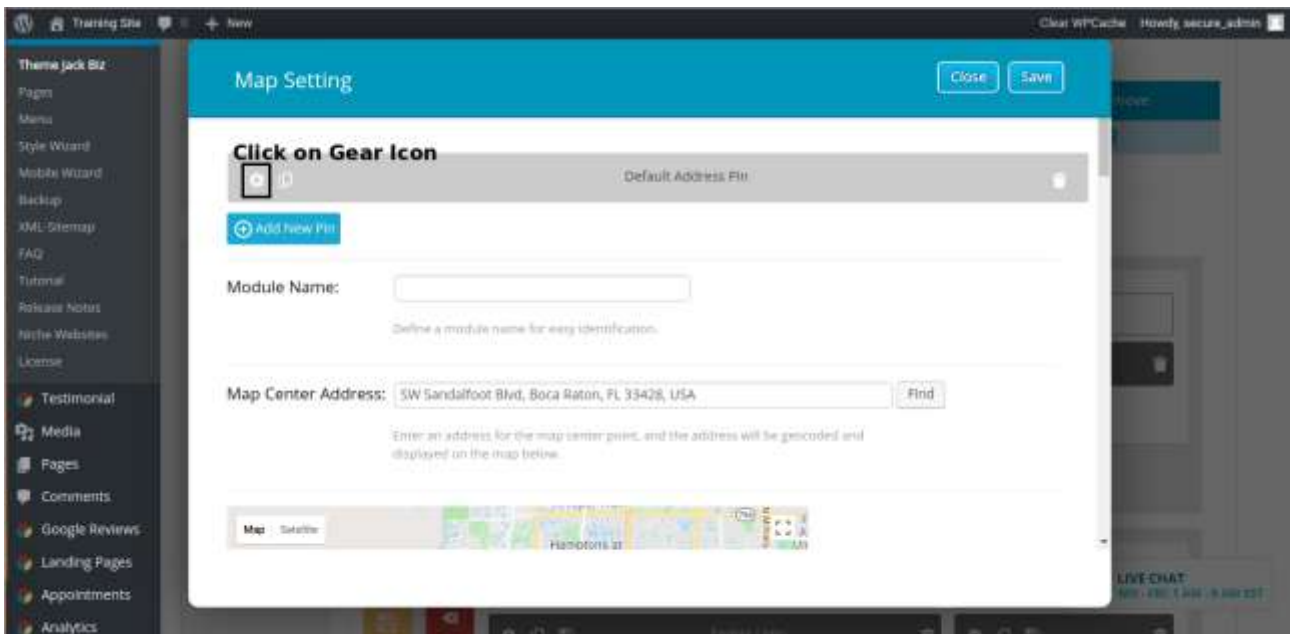 Training Site
New
Clear WPCache
Howdy, secure_admin
Theme Jack Biz
Pages
Menu
Style Wizard
Mobile Wizard
Backup
XML-Sitemap
FAQ
Tutorial
Release Notes
Niche Websites
License
Testimonial
Media
Pages
Comments
Google Reviews
Landing Pages
Appointments
Analytics
Map Setting
Close
Save
Click on Gear Icon
Default Address Pin
Add New Pin
Module Name:
Define a module name for easy identification.
Map Center Address:
SW Sandalfoot Blvd, Boca Raton, FL 33428, USA
Find
Enter an address for the map center point, and the address will be geocoded and
displayed on the map below.
Map
Satellite
Hamptons at
LIVE CHAT